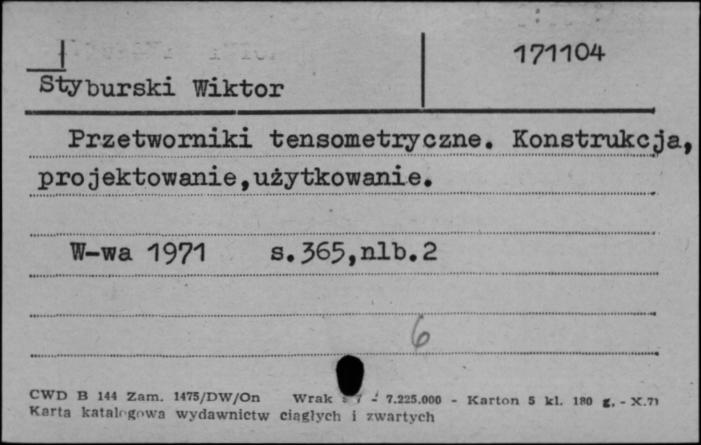 171104
Styburski Wiktor
Przetworniki tensometryczne. Konstrukcja,
projektowanie,użytkowanie.
W-wa 1971 s.365,nlb.2
6
CWD B 144 Zam. 1475/DW/On Wrak 7 - 7.225.000 - Karton 5 kl. 180 g. - X.71
Karta katalogowa wydawnictw ciągłych i zwartych